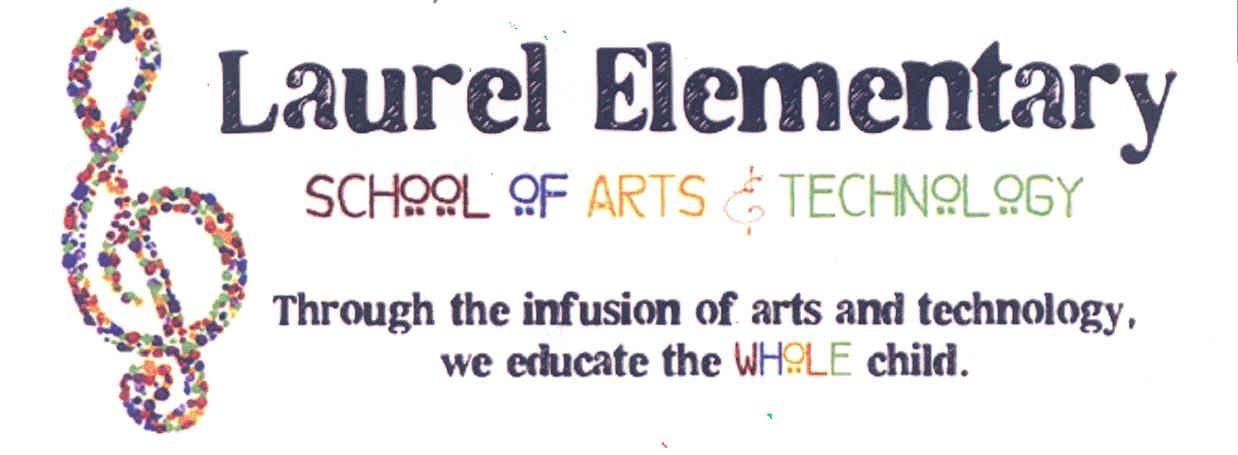 Laurel Elementary
SCHOOL OF ARTS & TECHNOLOGY
Through the infusion of arts and technology,
we educate the WHOLE child.